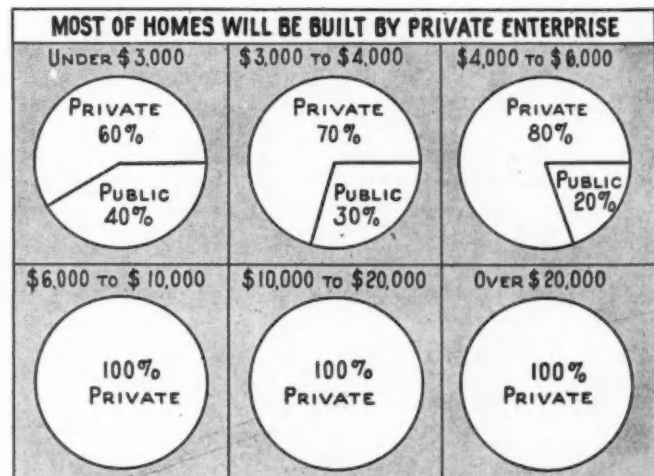 MOST OF HOMES WILL BE BUILT BY PRIVATE ENTERPRISE
UNDER $3,000
PRIVATE
60%
PUBLIC
40%
$3,000 TO $4,000
PRIVATE
70%
PUBLIC
30%
$4,000 TO $6,000
PRIVATE
80%
PUBLIC
20%
$6,000 TO $10,000
100%
PRIVATE
$10,000 TO $20,000
100%
PRIVATE
OVER $20,000
100%
PRIVATE